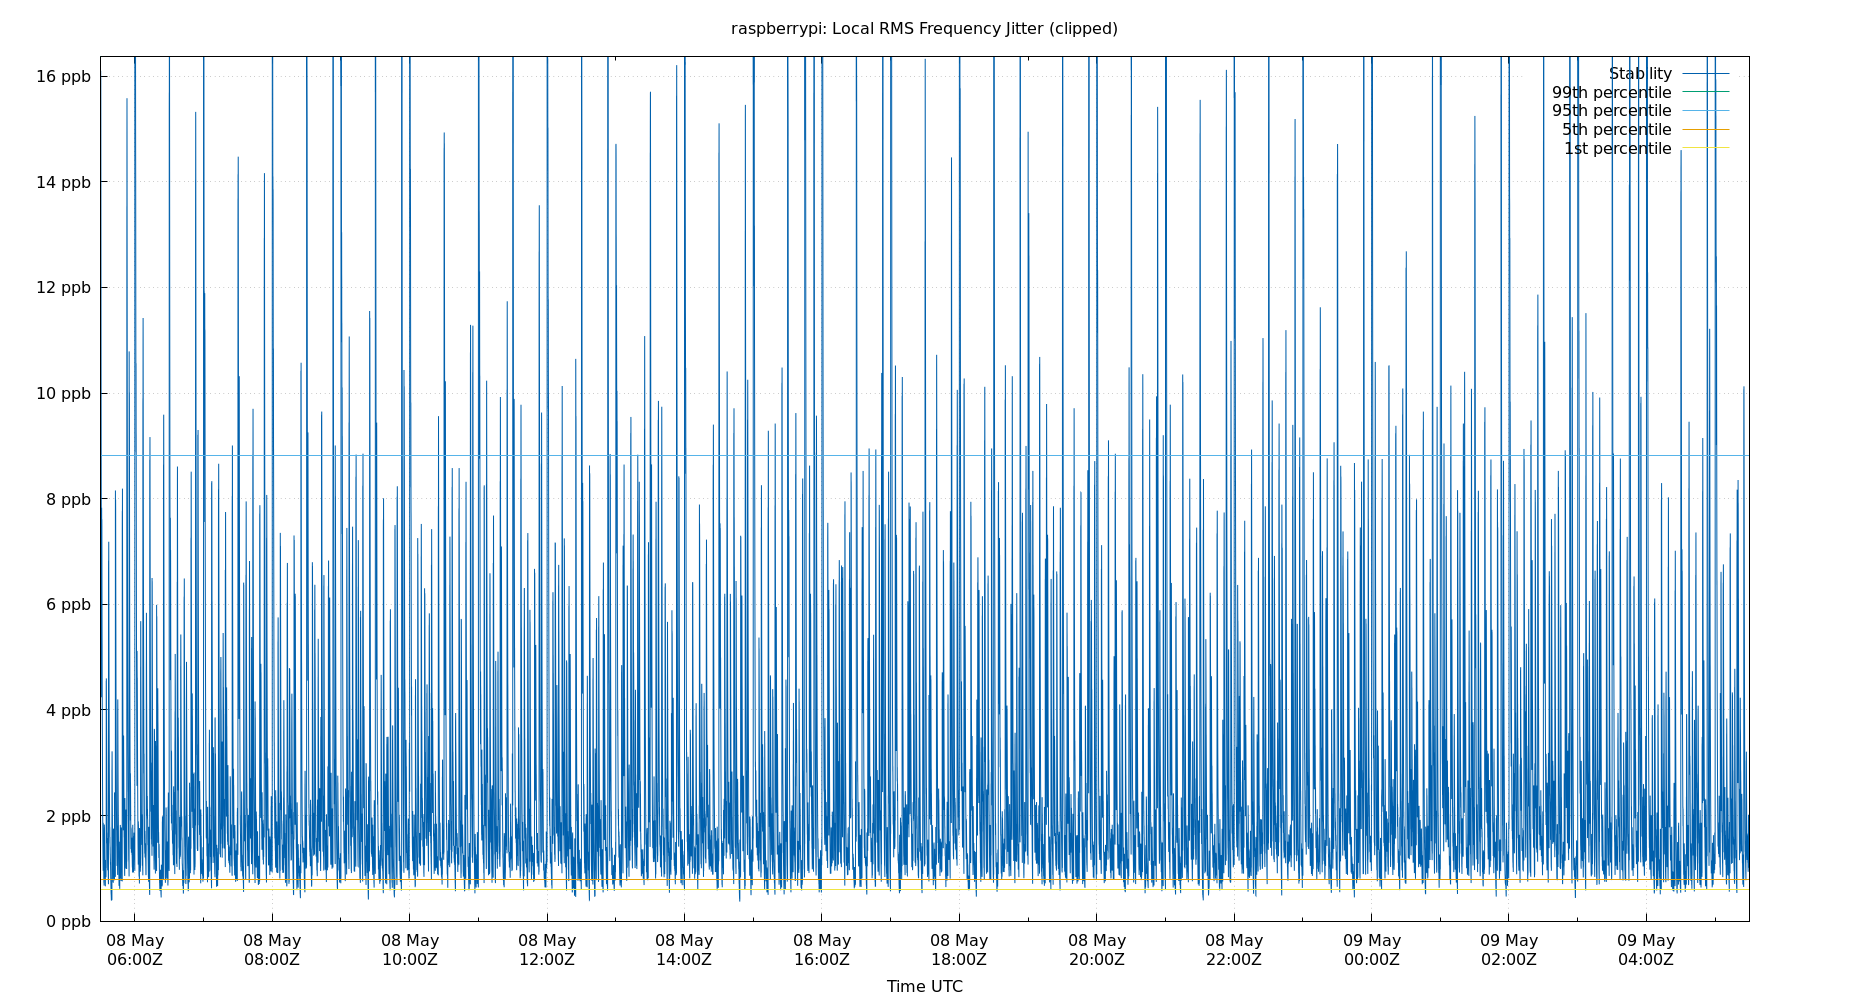 raspberrypi: Local RMS Frequency Jitter (clipped)
16 ppb
14 ppb
12 ppb
10 ppb
8 ppb
6 ppb
4 ppb
2 ppb
0 ppb
Stability
99th percentile
95th percentile
5th percentile
1st percentile
08 May 08 May 08 May 08 May 08 May 08 May 08 May 08 May 08 May 09 May 09 May 09 May
06:00Z 08:00Z 10:00Z 12:00Z 14:00Z 16:00Z 18:00Z 20:00Z 22:00Z 00:00Z 02:00Z 04:00Z
Time UTC